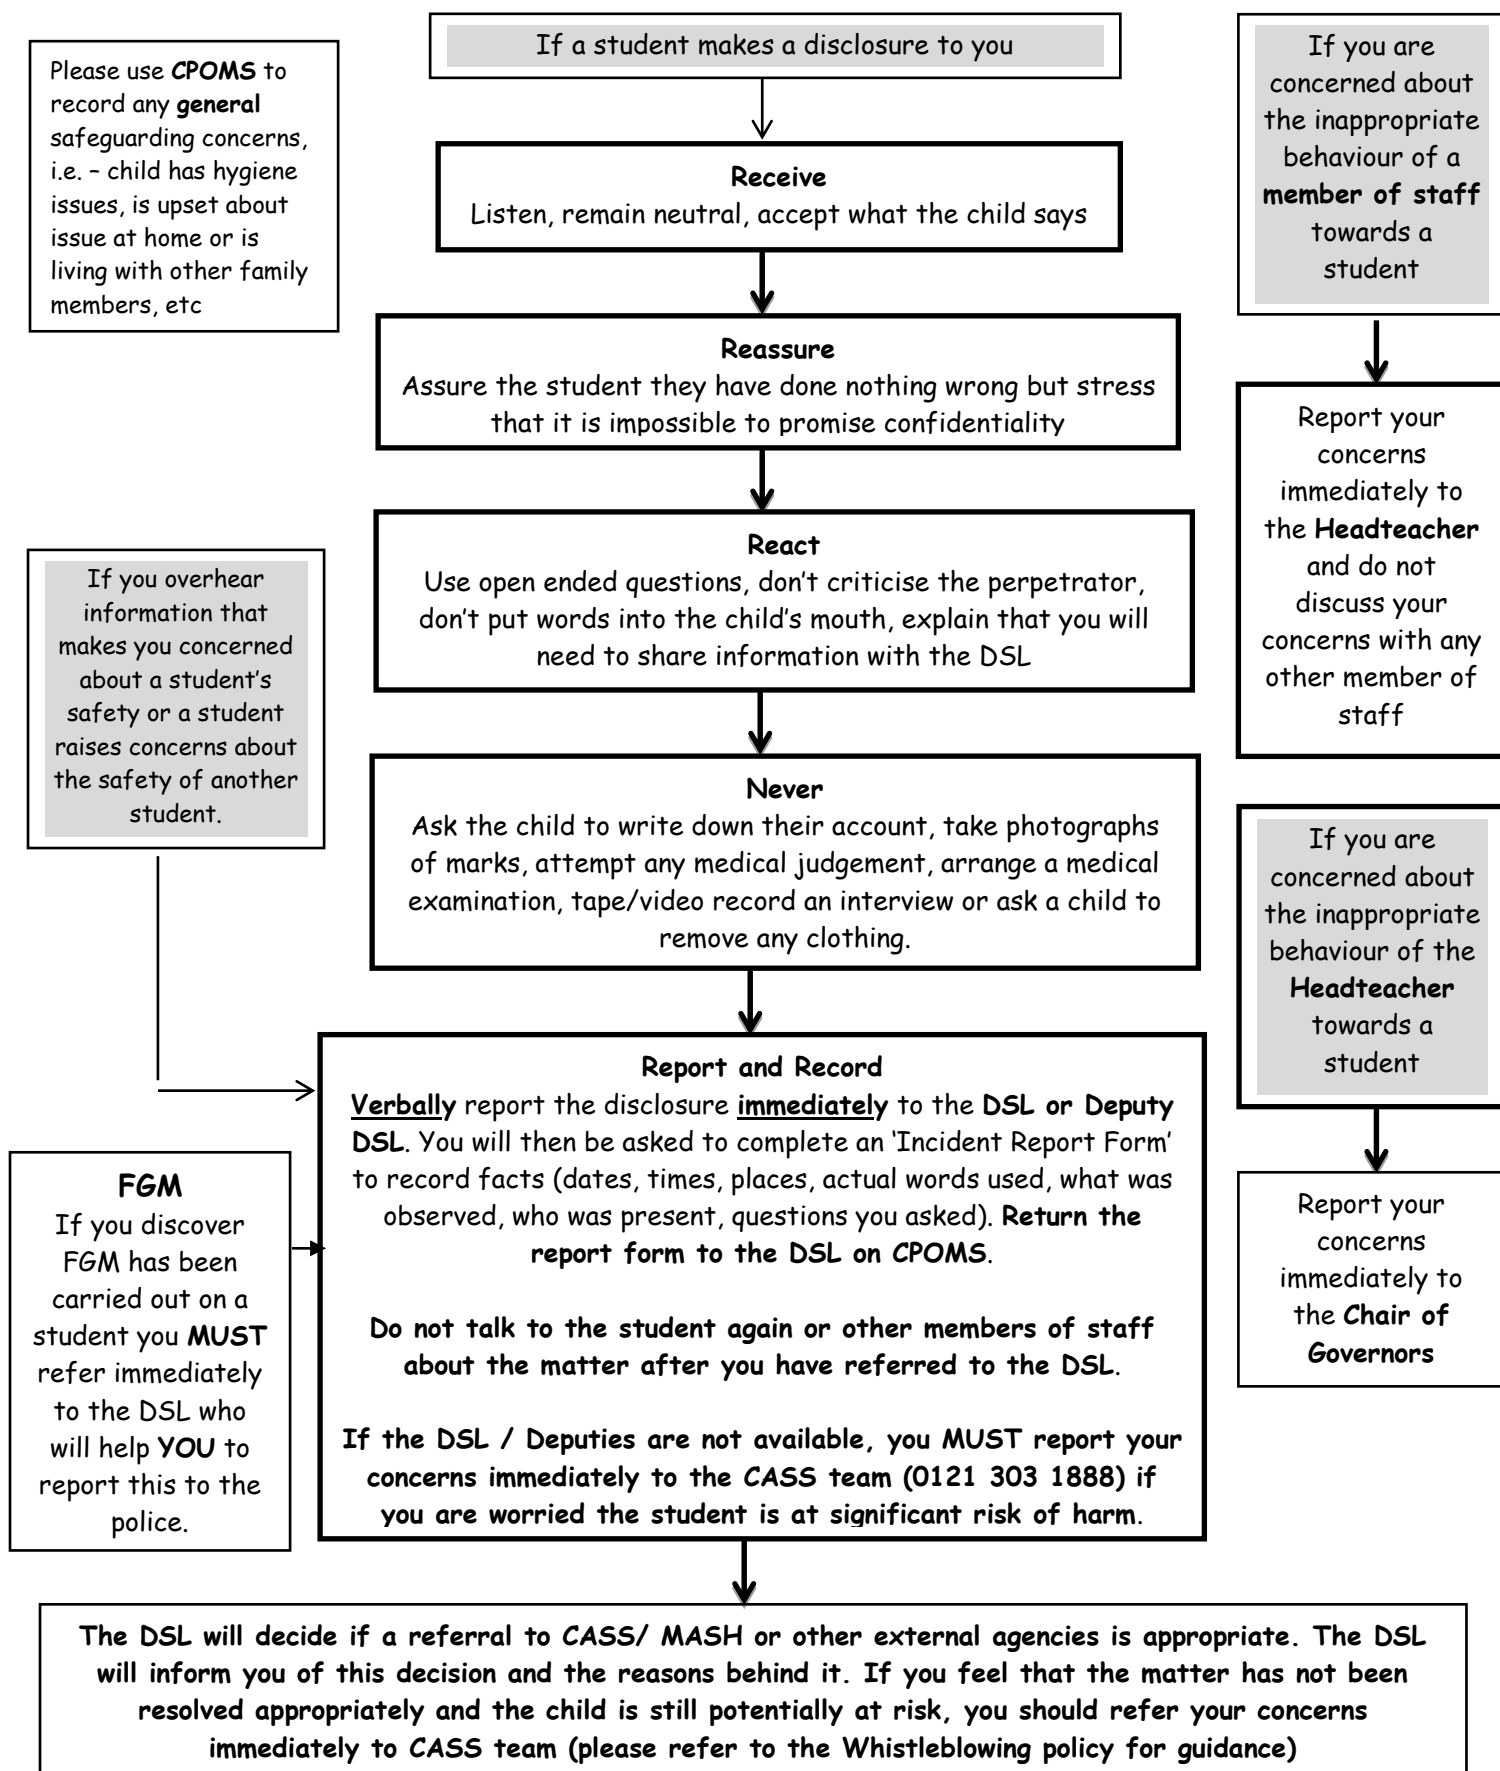 If a student makes a disclosure to you
Please use CPOMS to
record any general
safeguarding concerns,
i.e. – child has hygiene
issues, is upset about
issue at home or is
living with other family
members, etc
Receive
Listen, remain neutral, accept what the child says
Reassure
Assure the student they have done nothing wrong but stress
that it is impossible to promise confidentiality
React
Use open ended questions, don’t criticise the perpetrator,
don’t put words into the child’s mouth, explain that you will
need to share information with the DSL
If you overhear
information that
makes you concerned
about a student’s
safety or a student
raises concerns about
the safety of another
student.
Never
Ask the child to write down their account, take photographs
of marks, attempt any medical judgement, arrange a medical
examination, tape/video record an interview or ask a child to
remove any clothing.
Report and Record
Verbally report the disclosure immediately to the DSL or Deputy
DSL. You will then be asked to complete an ‘Incident Report Form’
to record facts (dates, times, places, actual words used, what was
observed, who was present, questions you asked). Return the
report form to the DSL on CPOMS.
Do not talk to the student again or other members of staff
about the matter after you have referred to the DSL.
If the DSL / Deputies are not available, you MUST report your
concerns immediately to the CASS team (0121 303 1888) if
you are worried the student is at significant risk of harm.
FGM
If you discover
FGM has been
carried out on a
student you MUST
refer immediately
to the DSL who
will help YOU to
report this to the
police.
If you are
concerned about
the inappropriate
behaviour of a
member of staff
towards a
student
Report your
concerns
immediately to
the Headteacher
and do not
discuss your
concerns with any
other member of
staff
If you are
concerned about
the inappropriate
behaviour of the
Headteacher
towards a
student
Report your
concerns
immediately to
the Chair of
Governors
The DSL will decide if a referral to CASS/ MASH or other external agencies is appropriate. The DSL
will inform you of this decision and the reasons behind it. If you feel that the matter has not been
resolved appropriately and the child is still potentially at risk, you should refer your concerns
immediately to CASS team (please refer to the Whistleblowing policy for guidance)